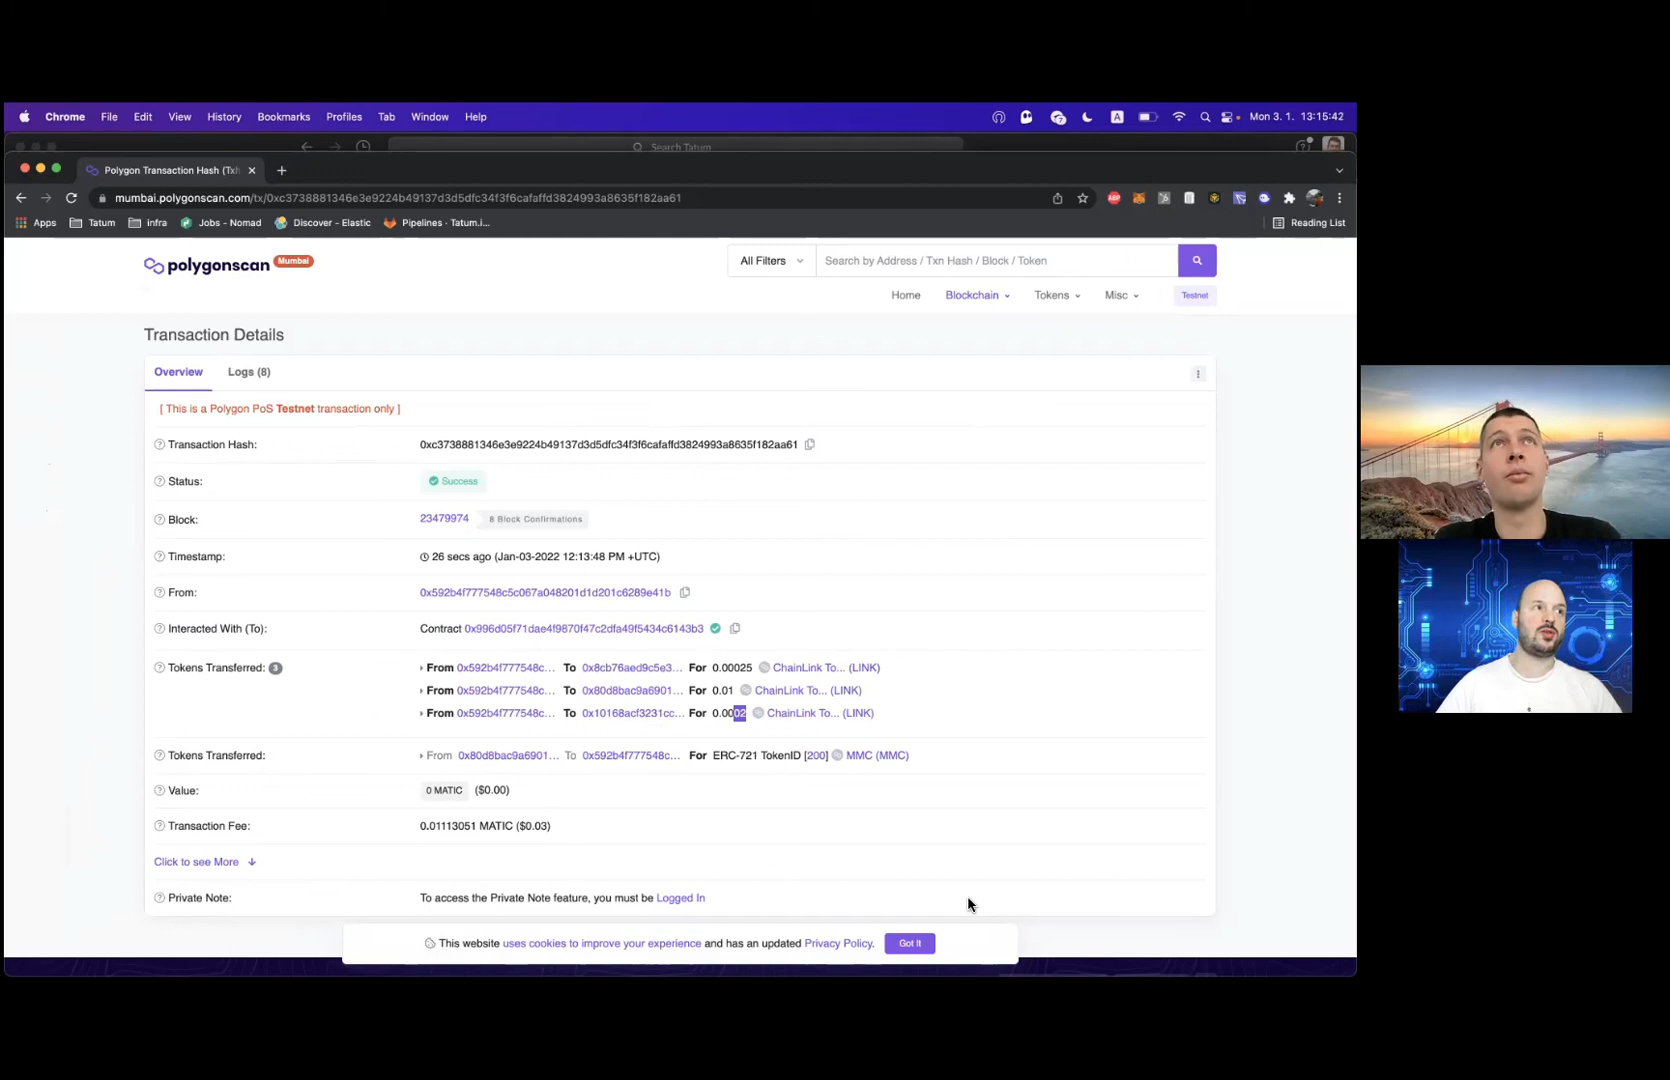 Chrome File Edit View History Bookmarks Profiles Tab Window Help A Mon 3. 1. 13:15:42
Search Tatum
Polygon Transaction Hash (Txh
mumbai.polygonscan.com/tx/0xc3738881346e3e9224b49137d3d5dfc34f3f6cafaffd3824993a8635f182aa61 ABP
Apps Tatum infra Jobs - Nomad Discover - Elastic Pipelines · Tatum.i... Reading List
polygonscan Mumbai
All Filters Search by Address / Txn Hash / Block / Token
Home Blockchain Tokens Misc Testnet
Transaction Details
Overview Logs (8)
[ This is a Polygon PoS Testnet transaction only ]
Transaction Hash: 0xc3738881346e3e9224b49137d3d5dfc34f3f6cafaffd3824993a8635f182aa61
Status: Success
Block: 23479974 8 Block Confirmations
Timestamp: 26 secs ago (Jan-03-2022 12:13:48 PM +UTC)
From: 0x592b4f777548c5c067a048201d1d201c6289e41b
Interacted With (To): Contract 0x996d05f71dae4f9870f47c2dfa49f5434c6143b3
Tokens Transferred: 3 From 0x592b4f777548c... To 0x8cb76aed9c5e3... For 0.00025 ChainLink To... (LINK)
From 0x592b4f777548c... To 0x80d8bac9a6901... For 0.01 ChainLink To... (LINK)
From 0x592b4f777548c... To 0x10168acf3231cc... For 0.0002 ChainLink To... (LINK)
Tokens Transferred: From 0x80d8bac9a6901... To 0x592b4f777548c... For ERC-721 TokenID [200] MMC (MMC)
Value: 0 MATIC ($0.00)
Transaction Fee: 0.01113051 MATIC ($0.03)
Click to see More
Private Note: To access the Private Note feature, you must be Logged In
This website uses cookies to improve your experience and has an updated Privacy Policy. Got It